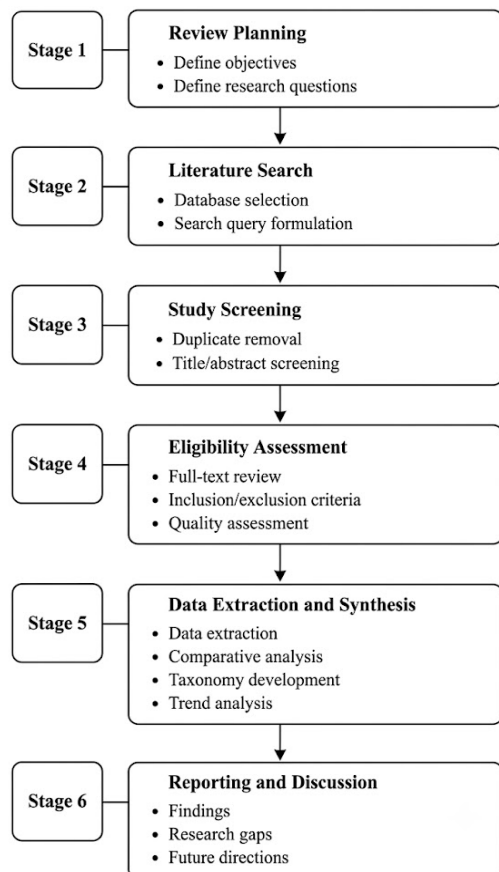 Stage 1
Review Planning
• Define objectives
• Define research questions
Stage 2
Literature Search
• Database selection
• Search query formulation
Stage 3
Study Screening
• Duplicate removal
• Title/abstract screening
Stage 4
Eligibility Assessment
• Full-text review
• Inclusion/exclusion criteria
• Quality assessment
Stage 5
Data Extraction and Synthesis
• Data extraction
• Comparative analysis
• Taxonomy development
• Trend analysis
Stage 6
Reporting and Discussion
• Findings
• Research gaps
• Future directions